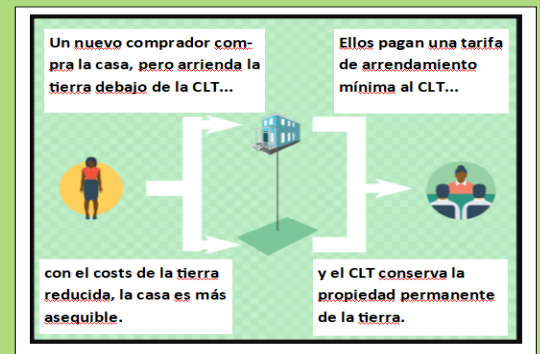 Un nuevo comprador com-
pra la casa, pero arrienda la
tierra debajo de la CLT...
Ellos pagan una tarifa
de arrendamiento
mínima al CLT...
con el costs de la tierra
reducida, la casa es más
asequible.
y el CLT conserva la
propiedad permanente
de la tierra.